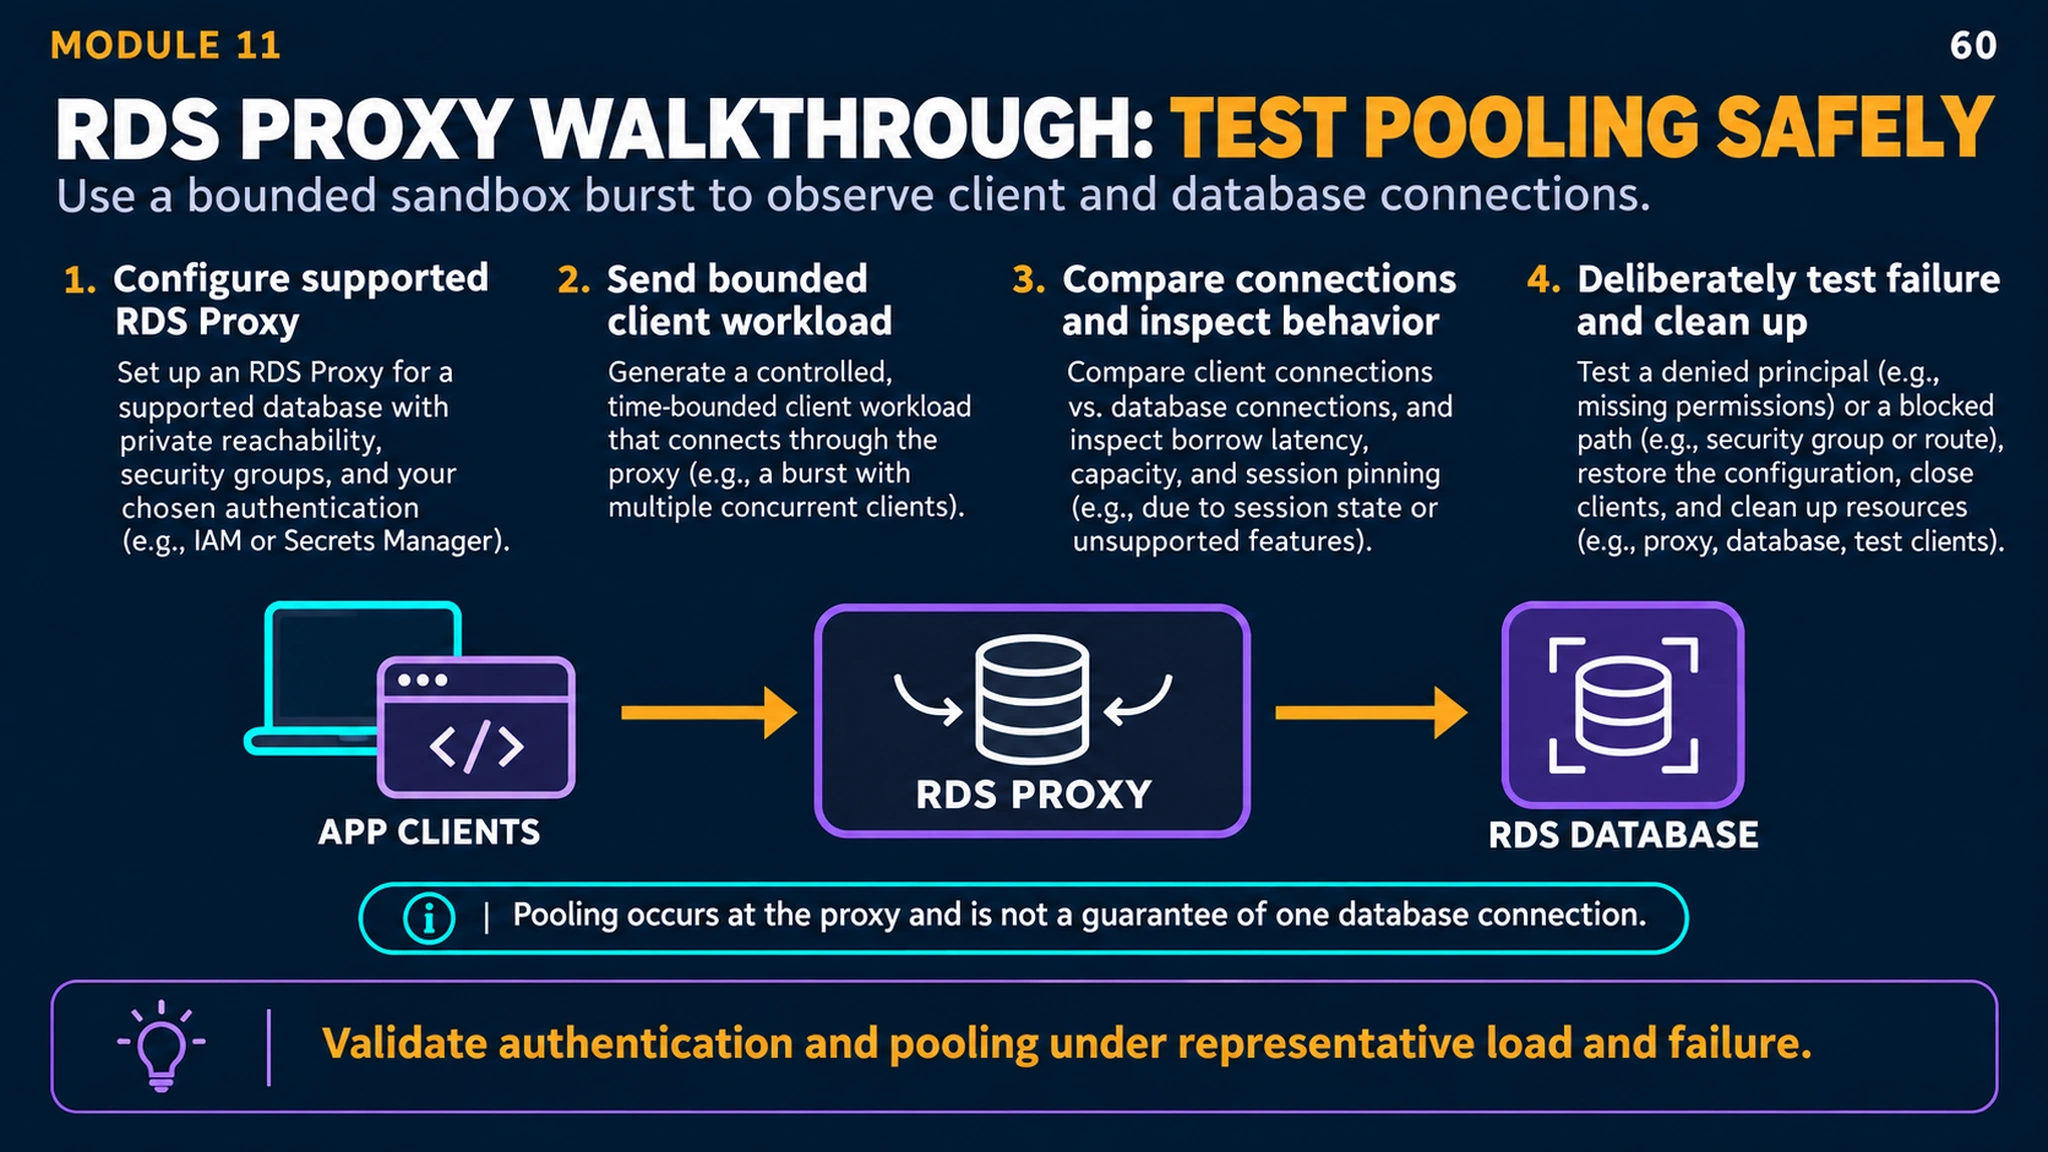 MODULE 11
60
RDS PROXY WALKTHROUGH: TEST POOLING SAFELY
Use a bounded sandbox burst to observe client and database connections.
1. Configure supported
RDS Proxy
Set up an RDS Proxy for a
supported database with
private reachability,
security groups, and your
chosen authentication
(e.g., IAM or Secrets Manager).
2. Send bounded
client workload
Generate a controlled,
time-bounded client workload
that connects through the
proxy (e.g., a burst with
multiple concurrent clients).
3. Compare connections
and inspect behavior
Compare client connections
vs. database connections, and
inspect borrow latency,
capacity, and session pinning
(e.g., due to session state or
unsupported features).
4. Deliberately test failure
and clean up
Test a denied principal (e.g.,
missing permissions) or a blocked
path (e.g., security group or route),
restore the configuration, close
clients, and clean up resources
(e.g., proxy, database, test clients).
</>
APP CLIENTS
RDS PROXY
RDS DATABASE
i | Pooling occurs at the proxy and is not a guarantee of one database connection.
Validate authentication and pooling under representative load and failure.